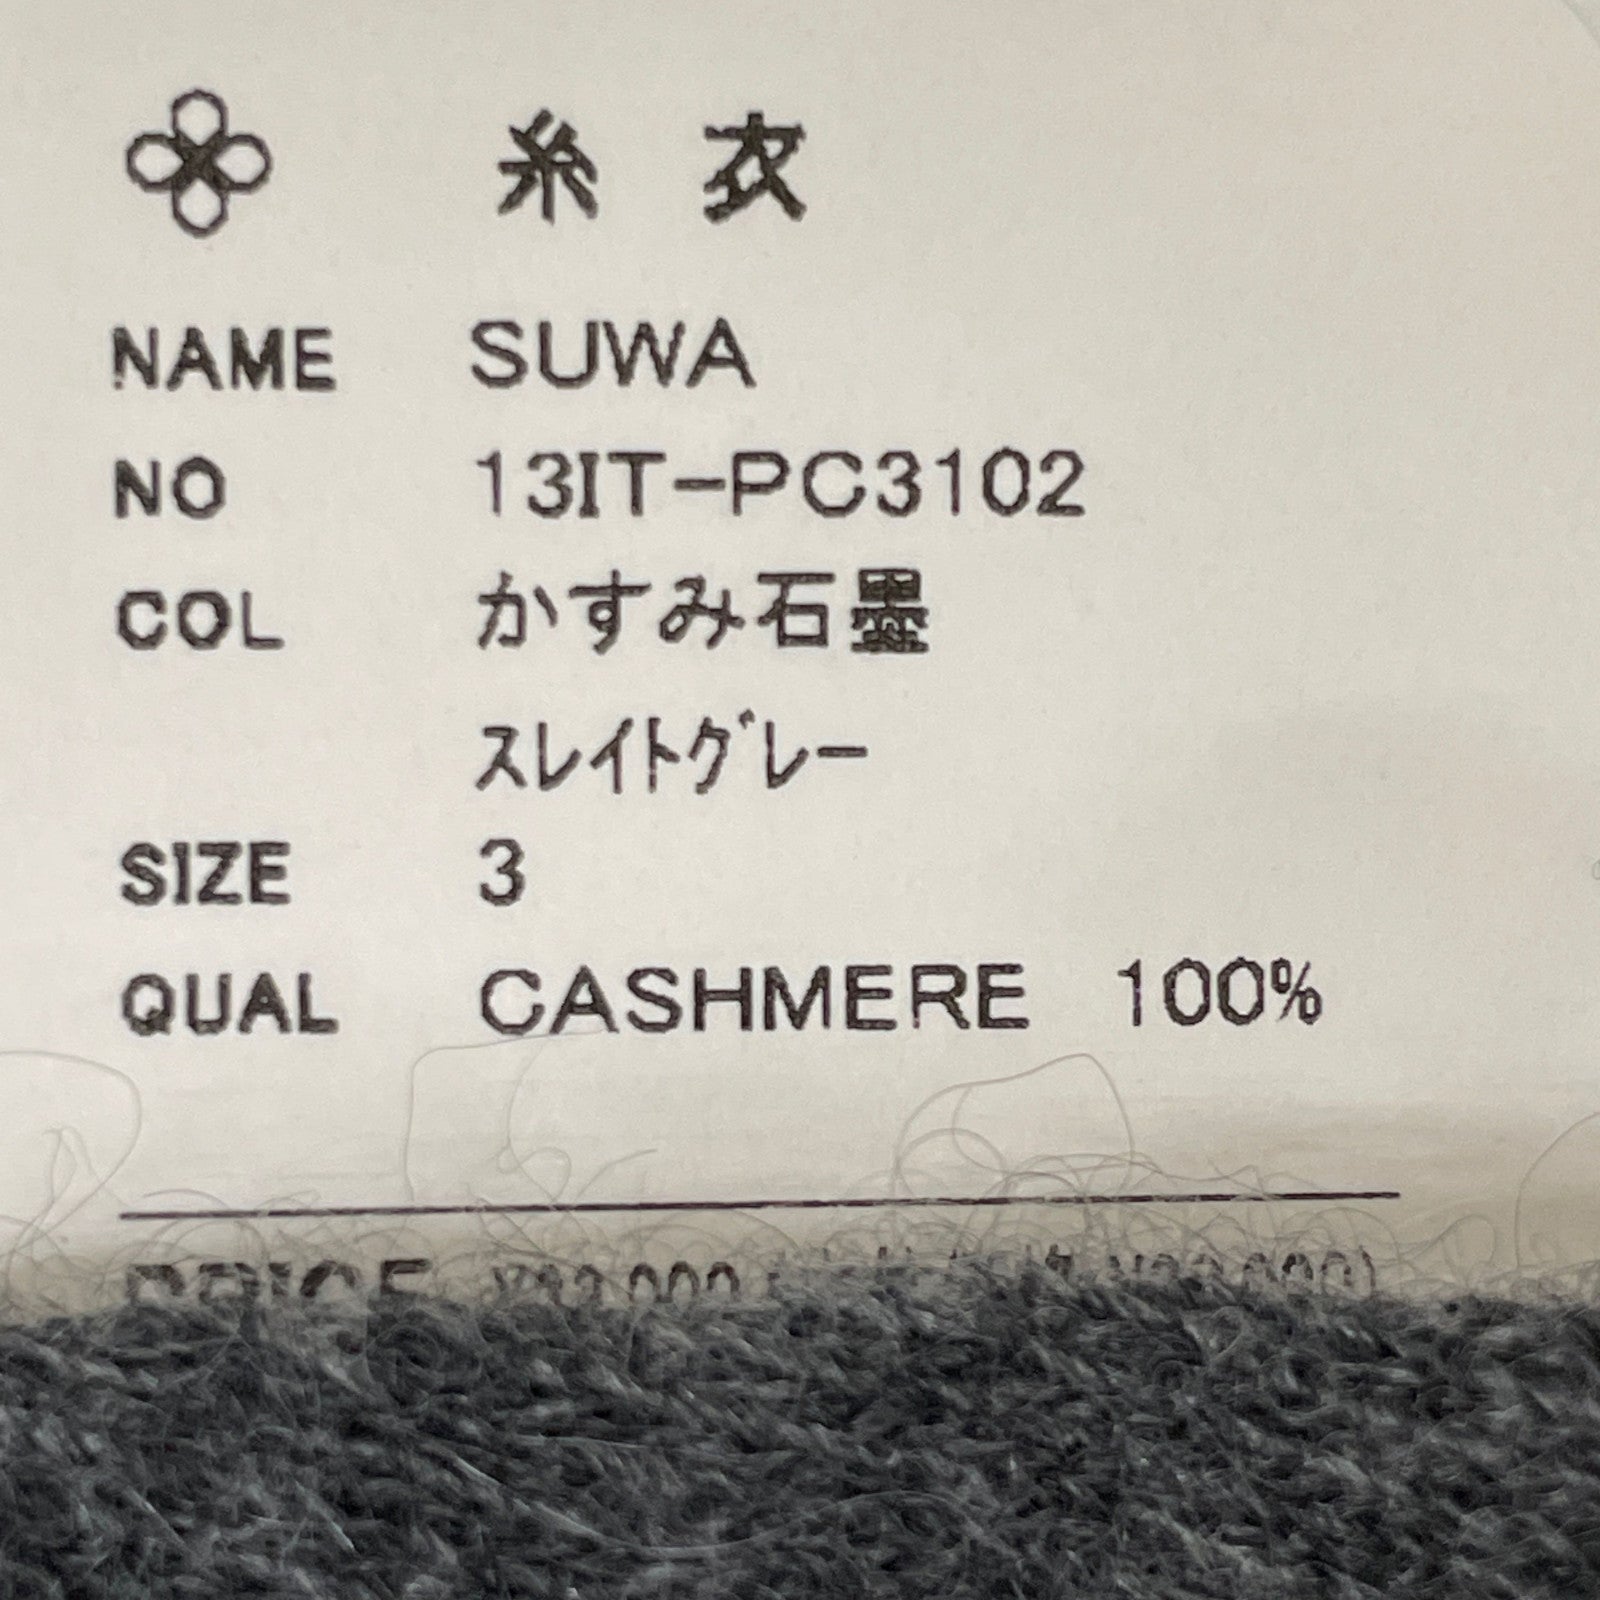 糸衣
NAME SUWA
NO 13IT-PC3102
COL かすみ石墨
スレイトグレー
SIZE 3
QUAL CASHMERE 100%
PRICE